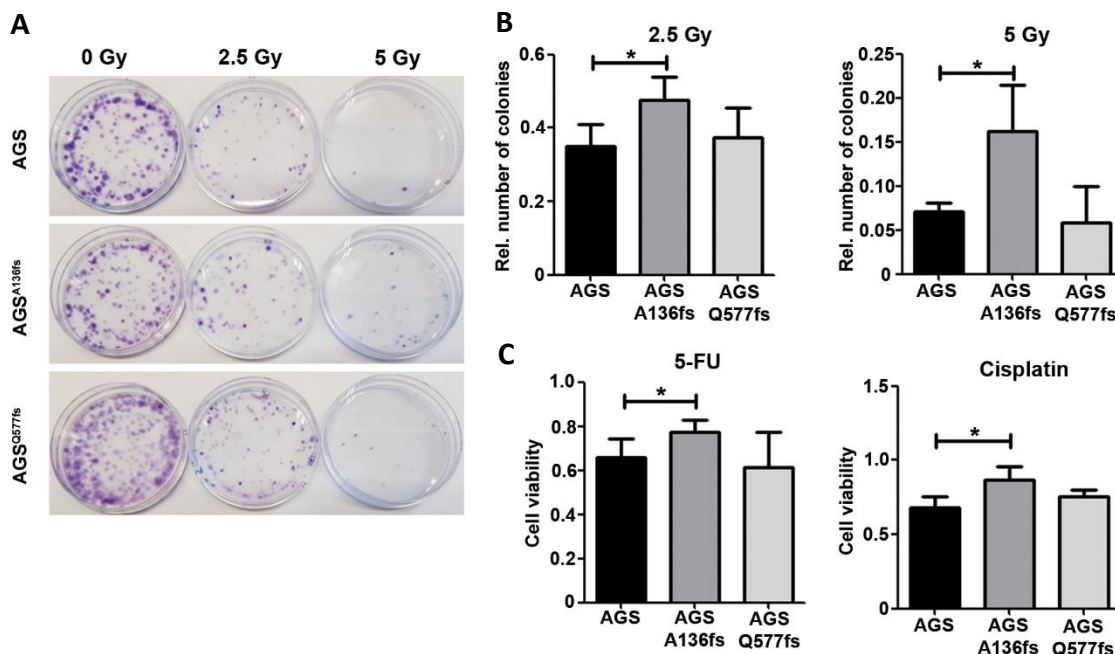 A
0 Gy 2.5 Gy 5 Gy
AGS
AGSA136fs
AGSQ577fs
B
2.5 Gy
Rel. number of colonies
0.6
0.4
0.2
0
*
AGS
AGS
A136fs
AGS
Q577fs
5 Gy
Rel. number of colonies
0.25
0.20
0.15
0.10
0.05
0
*
AGS
AGS
A136fs
AGS
Q577fs
C
5-FU
Cell viability
1.0
0.8
0.6
0.4
0.2
0
*
AGS
AGS
A136fs
AGS
Q577fs
Cisplatin
Cell viability
1.5
1.0
0.5
0
*
AGS
AGS
A136fs
AGS
Q577fs